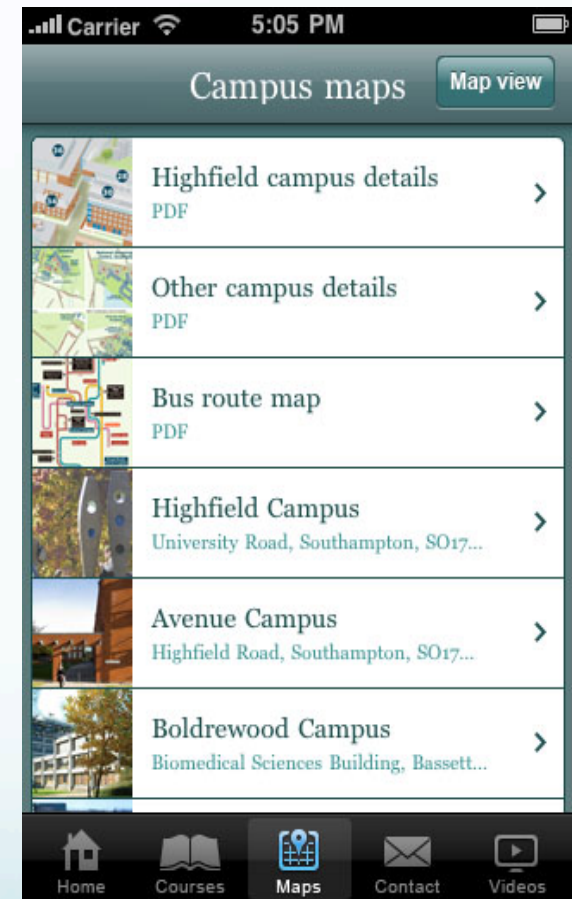 Carrier 5:05 PM
Campus maps Map view
Highfield campus details
PDF
Other campus details
PDF
Bus route map
PDF
Highfield Campus
University Road, Southampton, SO17...
Avenue Campus
Highfield Road, Southampton, SO17...
Boldrewood Campus
Biomedical Sciences Building, Bassett...
Home Courses Maps Contact Videos